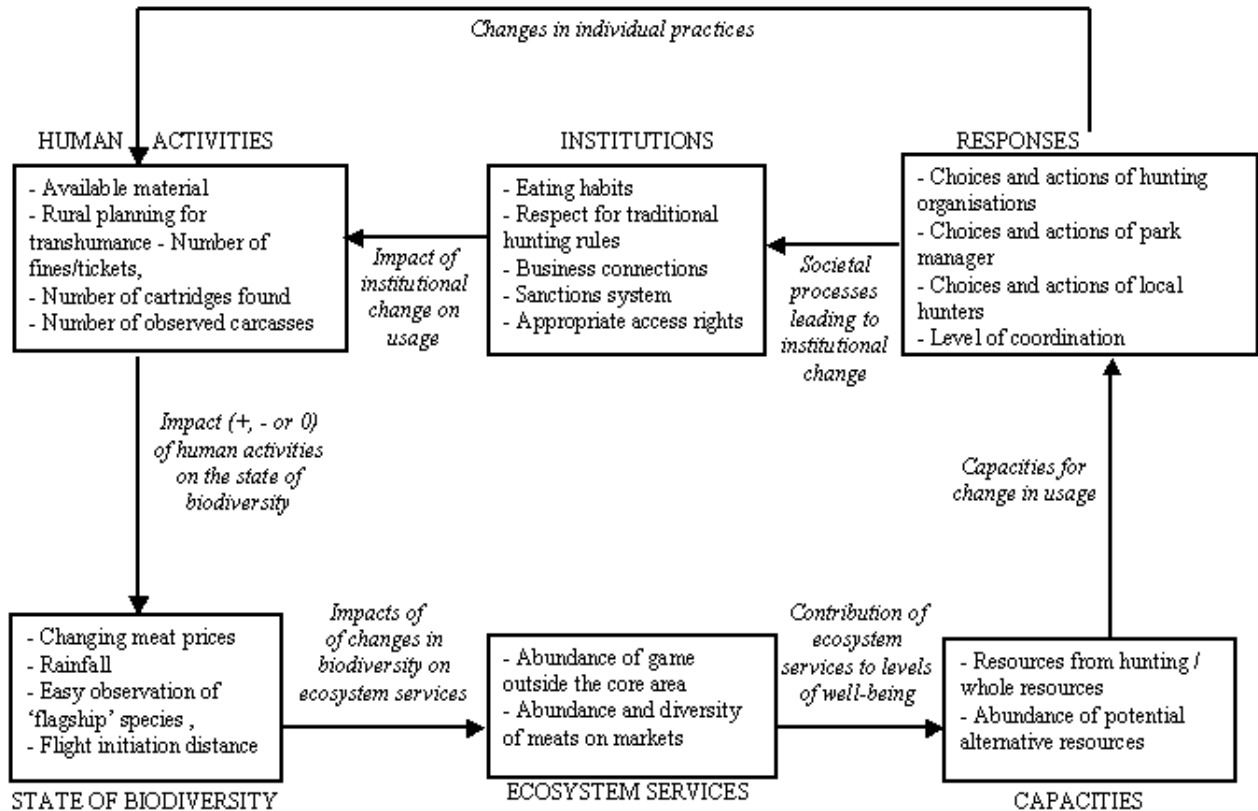 Changes in individual practices
HUMAN ACTIVITIES
- Available material
- Rural planning for
transhumance - Number of
fines/tickets,
- Number of cartridges found
- Number of observed carcasses
Impact of
institutional
change on
usage
INSTITUTIONS
- Eating habits
- Respect for traditional
hunting rules
- Business connections
- Sanctions system
- Appropriate access rights
Societal
processes
leading to
institutional
change
RESPONSES
- Choices and actions of hunting
organisations
- Choices and actions of park
manager
- Choices and actions of local
hunters
- Level of coordination
Impact (+, - or 0)
of human activities
on the state of
biodiversity
Capacities for
change in usage
- Changing meat prices
- Rainfall
- Easy observation of
‘flagship’ species ,
- Flight initiation distance
STATE OF BIODIVERSITY
Impacts of
of changes in
biodiversity on
ecosystem services
- Abundance of game
outside the core area
- Abundance and diversity
of meats on markets
ECOSYSTEM SERVICES
Contribution of
ecosystem
services to levels
of well-being
- Resources from hunting /
whole resources
- Abundance of potential
alternative resources
CAPACITIES